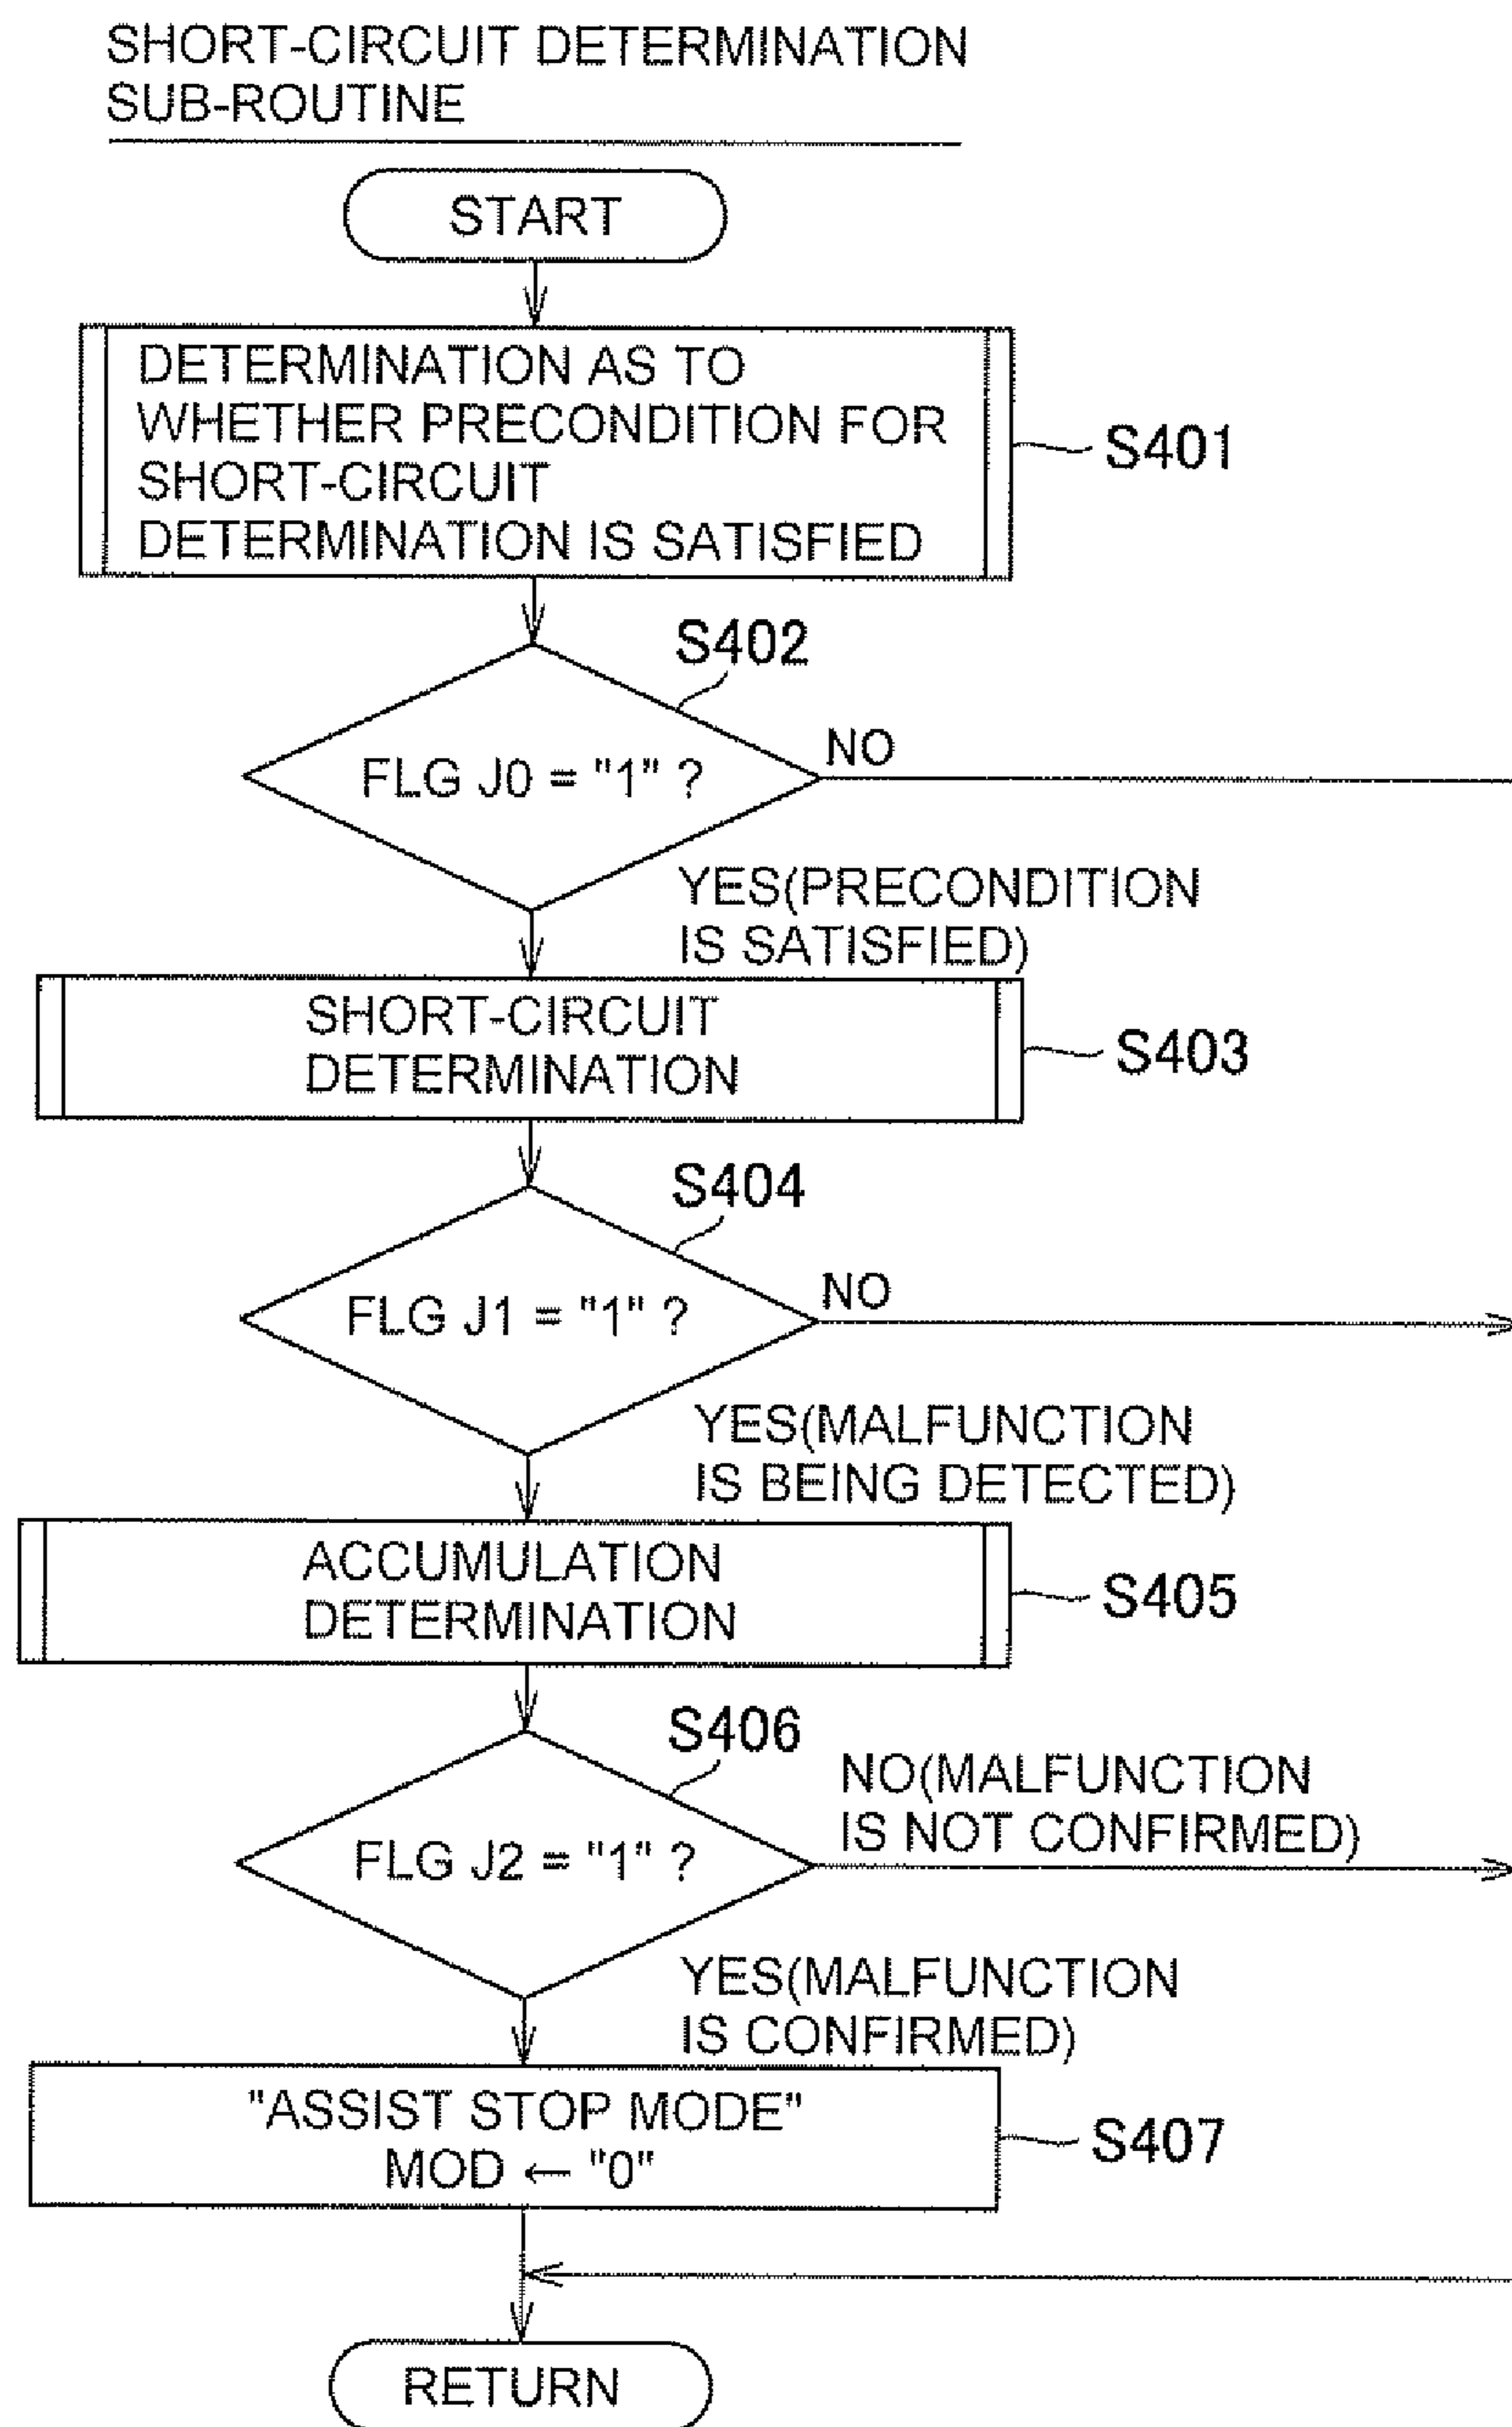 SHORT-CIRCUIT DETERMINATION
SUB-ROUTINE
START
DETERMINATION AS TO
WHETHER PRECONDITION FOR
SHORT-CIRCUIT
DETERMINATION IS SATISFIED
S401
S402
FLG J0 = "1" ?
NO
YES(PRECONDITION
IS SATISFIED)
SHORT-CIRCUIT
DETERMINATION
S403
S404
FLG J1 = "1" ?
NO
YES(MALFUNCTION
IS BEING DETECTED)
ACCUMULATION
DETERMINATION
S405
S406
FLG J2 = "1" ?
NO(MALFUNCTION
IS NOT CONFIRMED)
YES(MALFUNCTION
IS CONFIRMED)
"ASSIST STOP MODE"
MOD ← "0"
S407
RETURN